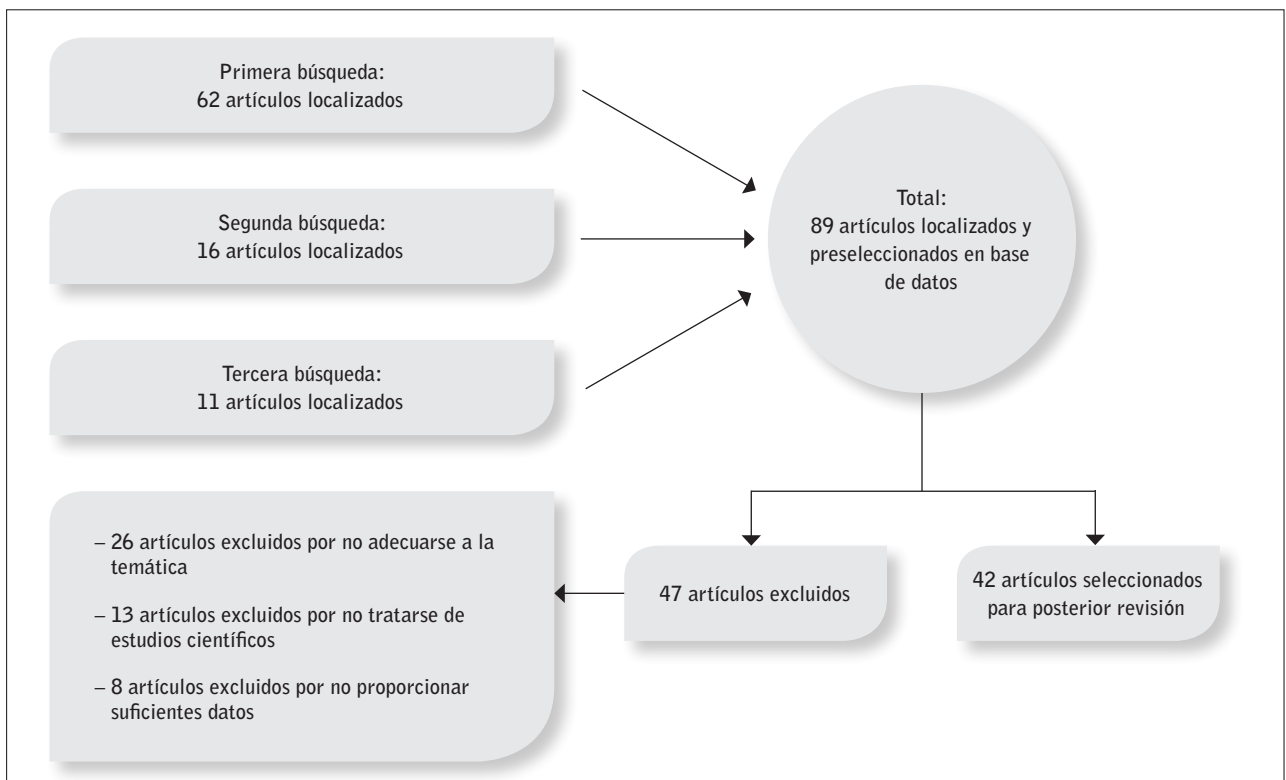 Primera búsqueda:
62 artículos localizados
Segunda búsqueda:
16 artículos localizados
Tercera búsqueda:
11 artículos localizados
Total:
89 artículos localizados y
preseleccionados en base
de datos
– 26 artículos excluidos por no adecuarse a la
temática
– 13 artículos excluidos por no tratarse de
estudios científicos
– 8 artículos excluidos por no proporcionar
suficientes datos
47 artículos excluidos
42 artículos seleccionados
para posterior revisión